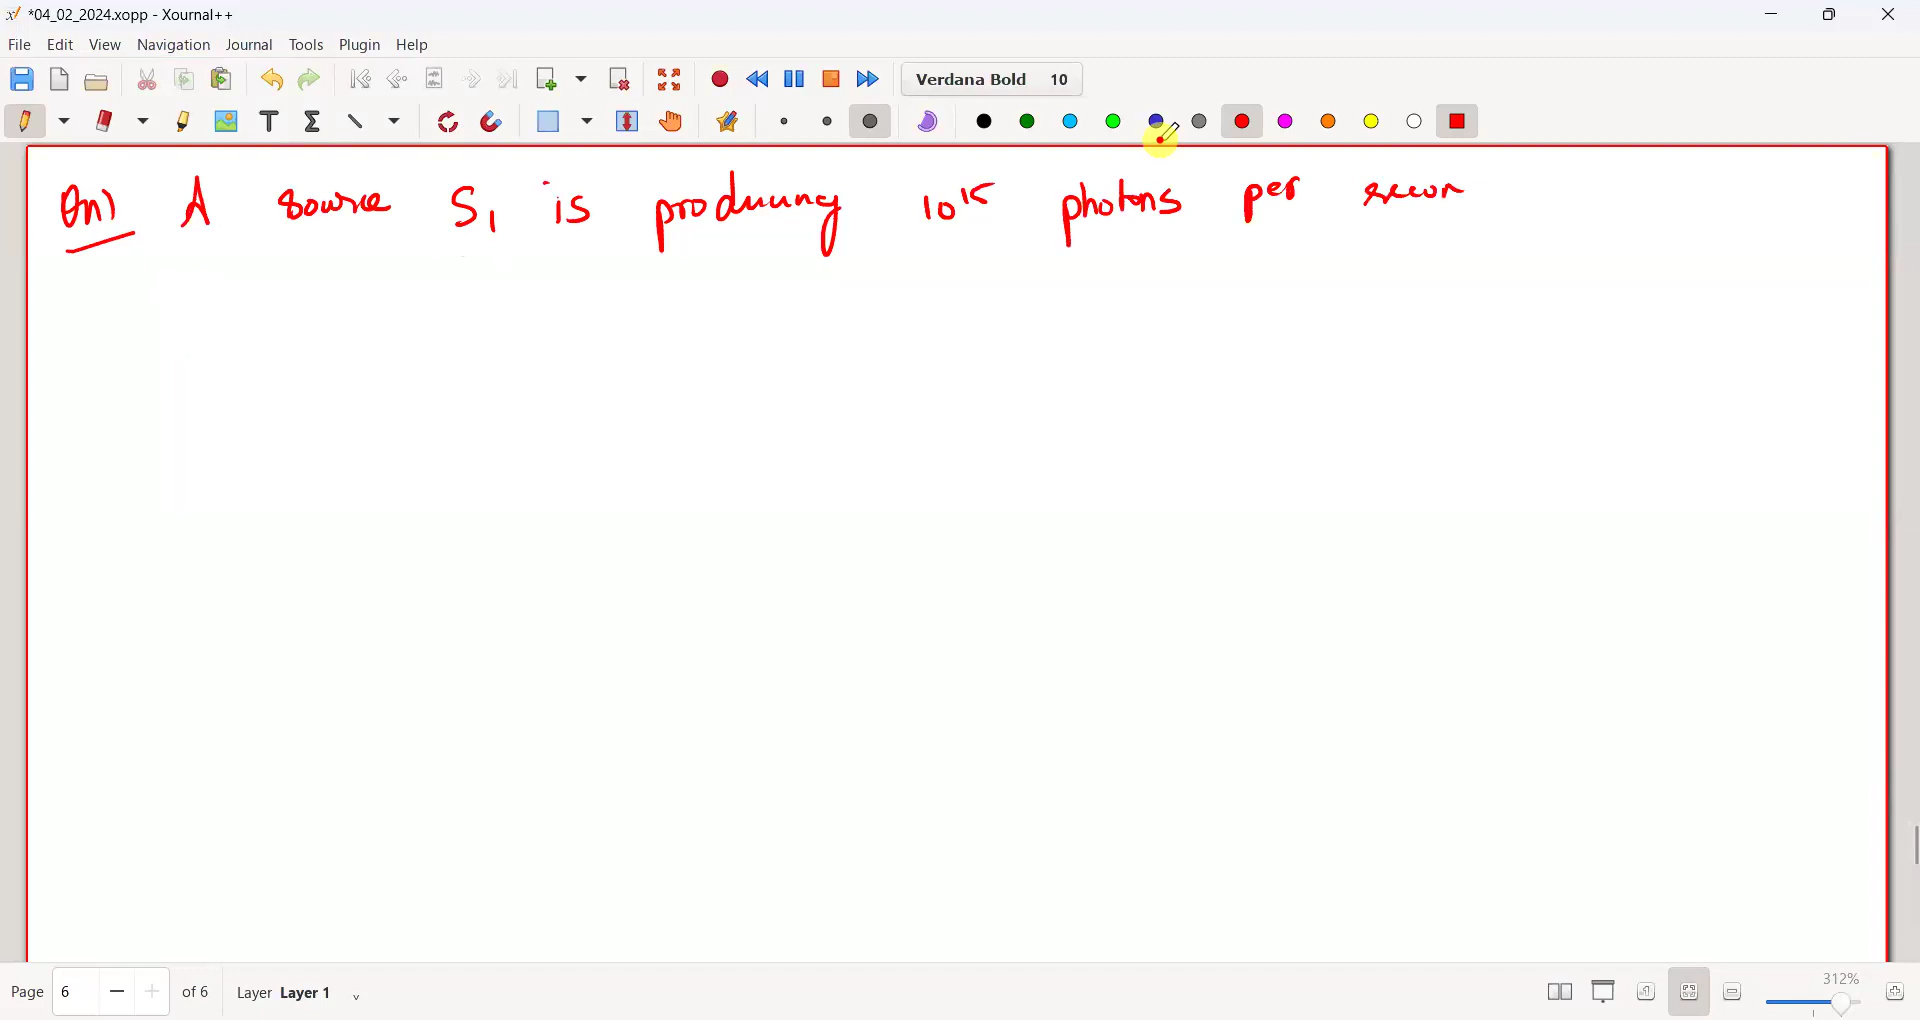 *04_02_2024.xopp - Xournal++
File Edit View Navigation Journal Tools Plugin Help
Verdana Bold 10
Qn) A source S1 is producing 10^15 photons per secon
Page 6 of 6 Layer Layer 1 312%